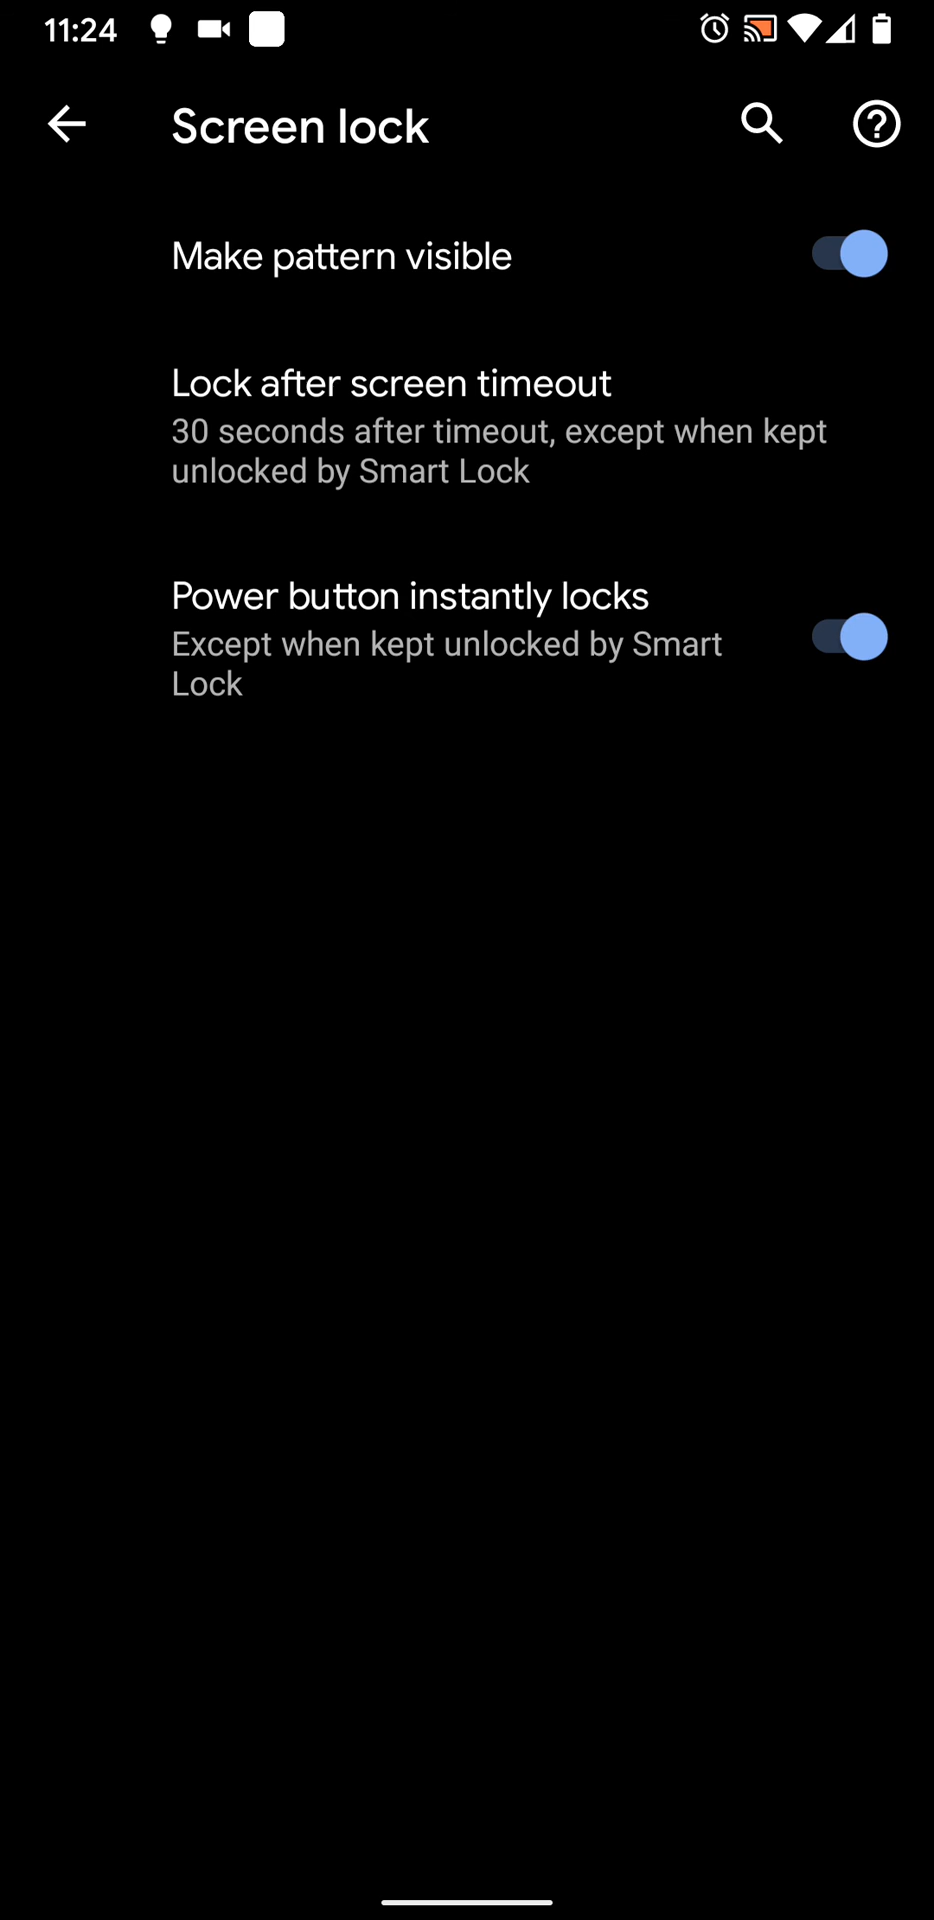 11:24
Screen lock
Make pattern visible
Lock after screen timeout
30 seconds after timeout, except when kept
unlocked by Smart Lock
Power button instantly locks
Except when kept unlocked by Smart
Lock